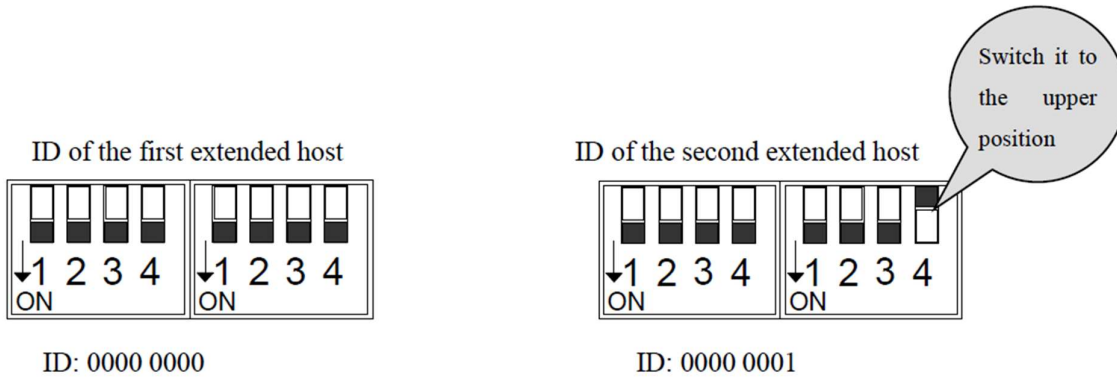 Switch it to
the upper
position
ID of the first extended host
ID of the second extended host
1 2 3 4 1 2 3 4
ON ON
1 2 3 4 1 2 3 4
ON ON
ID: 0000 0000
ID: 0000 0001